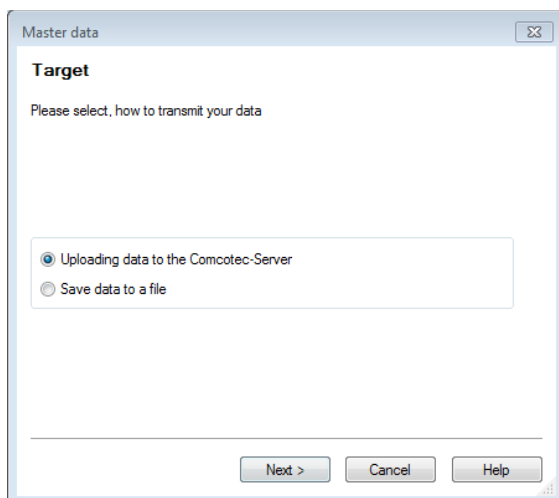 Master data
Target
Please select, how to transmit your data
Uploading data to the Comcotec-Server
Save data to a file
Next >
Cancel
Help